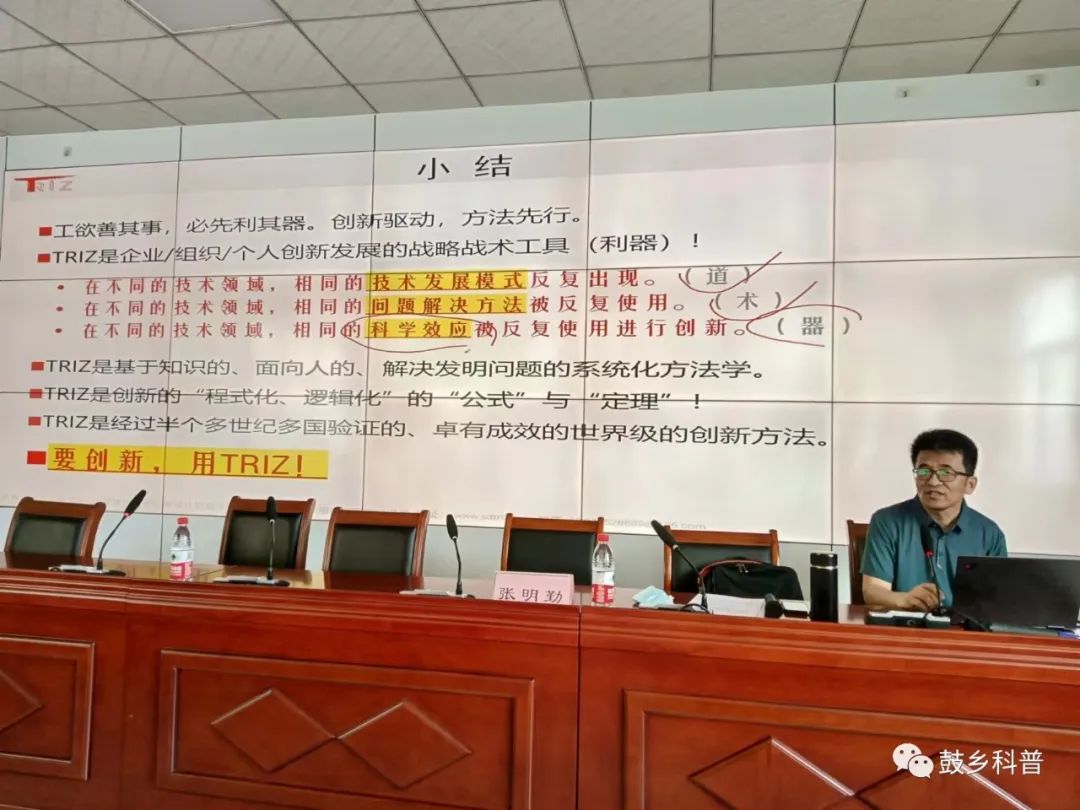 小 结
TRIZ
工欲善其事，必先利其器。创新驱动，方法先行。
TRIZ是企业/组织/个人创新发展的战略战术工具（利器）！
• 在不同的技术领域，相同的技术发展模式反复出现。（道）
• 在不同的技术领域，相同的问题解决方法被反复使用。（术）
• 在不同的技术领域，相同的科学效应被反复使用进行创新。（器）
TRIZ是基于知识的、面向人的、解决发明问题的系统化方法学。
TRIZ是创新的“程式化、逻辑化”的“公式”与“定理”！
TRIZ是经过半个多世纪多国验证的、卓有成效的世界级的创新方法。
要创新，用TRIZ！
张明勤
鼓乡科普